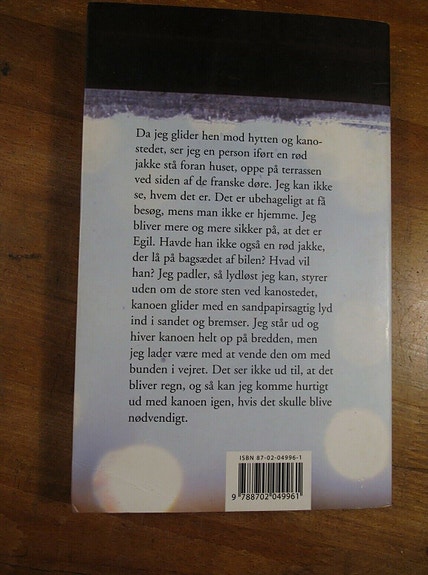 Da jeg glider hen mod hytten og kano-
stedet, ser jeg en person iført en rød
jakke stå foran huset, oppe på terrassen
ved siden af de franske døre. Jeg kan ikke
se, hvem det er. Det er ubehageligt at få
besøg, mens man ikke er hjemme. Jeg
bliver mere og mere sikker på, at det er
Egil. Havde han ikke også en rød jakke,
der lå på bagsædet af bilen? Hvad vil
han? Jeg padler, så lydløst jeg kan, styrer
uden om de store sten ved kanostedet,
kanoen glider med en sandpapirsagtig lyd
ind i sandet og bremser. Jeg står ud og
hiver kanoen helt op på bredden, men
jeg lader være med at vende den om med
bunden i vejret. Det ser ikke ud til, at det
bliver regn, og så kan jeg komme hurtigt
ud med kanoen igen, hvis det skulle blive
nødvendigt.
ISBN 87-02-04996-1
9 788702 049961